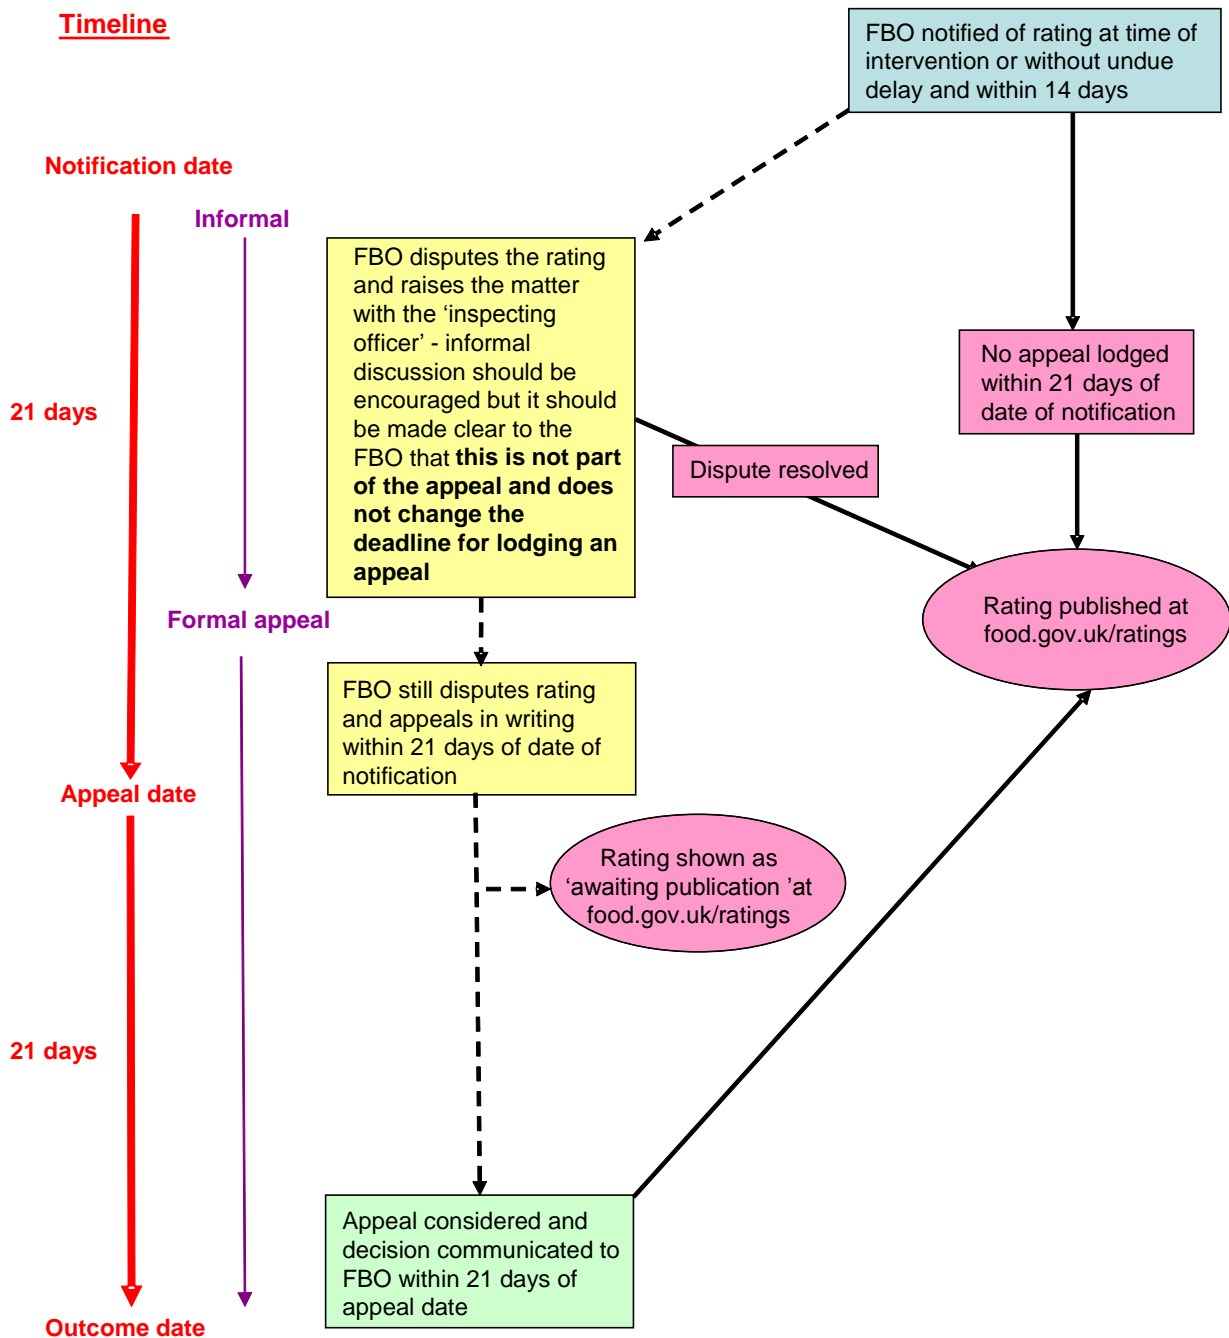 Timeline
FBO notified of rating at time of
intervention or without undue
delay and within 14 days
Notification date
Informal
FBO disputes the rating
and raises the matter
with the ‘inspecting
officer’ - informal
discussion should be
encouraged but it should
be made clear to the
FBO that this is not part
of the appeal and does
not change the
deadline for lodging an
appeal
No appeal lodged
within 21 days of
date of notification
21 days
Dispute resolved
Rating published at
food.gov.uk/ratings
Formal appeal
FBO still disputes rating
and appeals in writing
within 21 days of date of
notification
Appeal date
Rating shown as
‘awaiting publication ’at
food.gov.uk/ratings
21 days
Appeal considered and
decision communicated to
FBO within 21 days of
appeal date
Outcome date